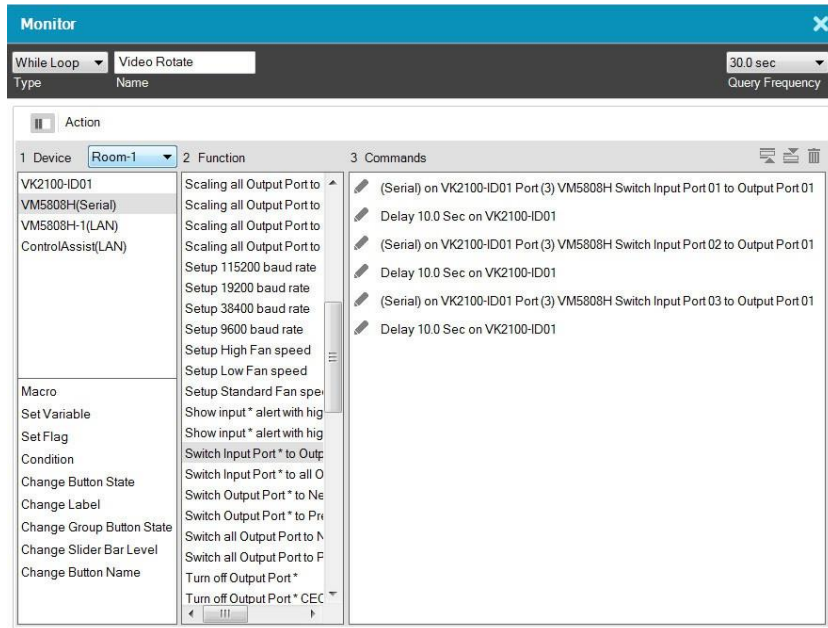 Monitor
While Loop Video Rotate 30.0 sec
Type Name Query Frequency
Action
1 Device Room-1 2 Function 3 Commands
VK2100-ID01
VM5808H(Serial)
VM5808H-1(LAN)
ControlAssist(LAN)
Macro
Set Variable
Set Flag
Condition
Change Button State
Change Label
Change Group Button State
Change Slider Bar Level
Change Button Name
Scaling all Output Port to
Scaling all Output Port to
Scaling all Output Port to
Scaling all Output Port to
Setup 115200 baud rate
Setup 19200 baud rate
Setup 38400 baud rate
Setup 9600 baud rate
Setup High Fan speed
Setup Low Fan speed
Setup Standard Fan spe
Show input * alert with hig
Show input * alert with hig
Switch Input Port * to Outp
Switch Input Port * to all O
Switch Output Port * to Ne
Switch Output Port * to Pre
Switch all Output Port to N
Switch all Output Port to P
Turn off Output Port *
Turn off Output Port * CEC
(Serial) on VK2100-ID01 Port (3) VM5808H Switch Input Port 01 to Output Port 01
Delay 10.0 Sec on VK2100-ID01
(Serial) on VK2100-ID01 Port (3) VM5808H Switch Input Port 02 to Output Port 01
Delay 10.0 Sec on VK2100-ID01
(Serial) on VK2100-ID01 Port (3) VM5808H Switch Input Port 03 to Output Port 01
Delay 10.0 Sec on VK2100-ID01